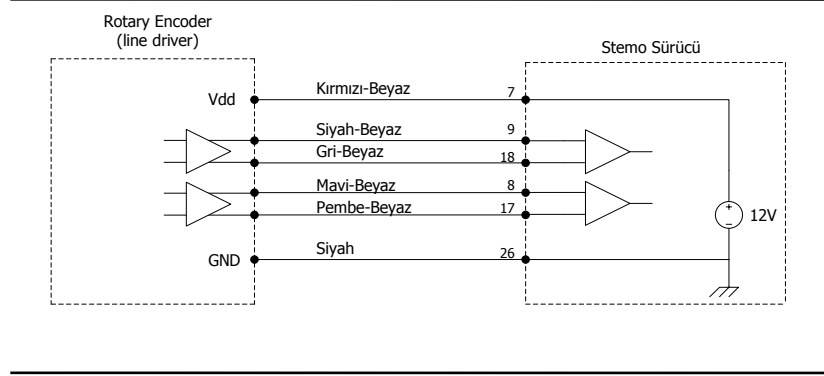 Rotary Encoder
(line driver)
Stemo Sürücü
Vdd
Kırmızı-Beyaz
7
Siyah-Beyaz
9
Gri-Beyaz
18
Mavi-Beyaz
8
Pembe-Beyaz
17
+
−
12V
GND
Siyah
26